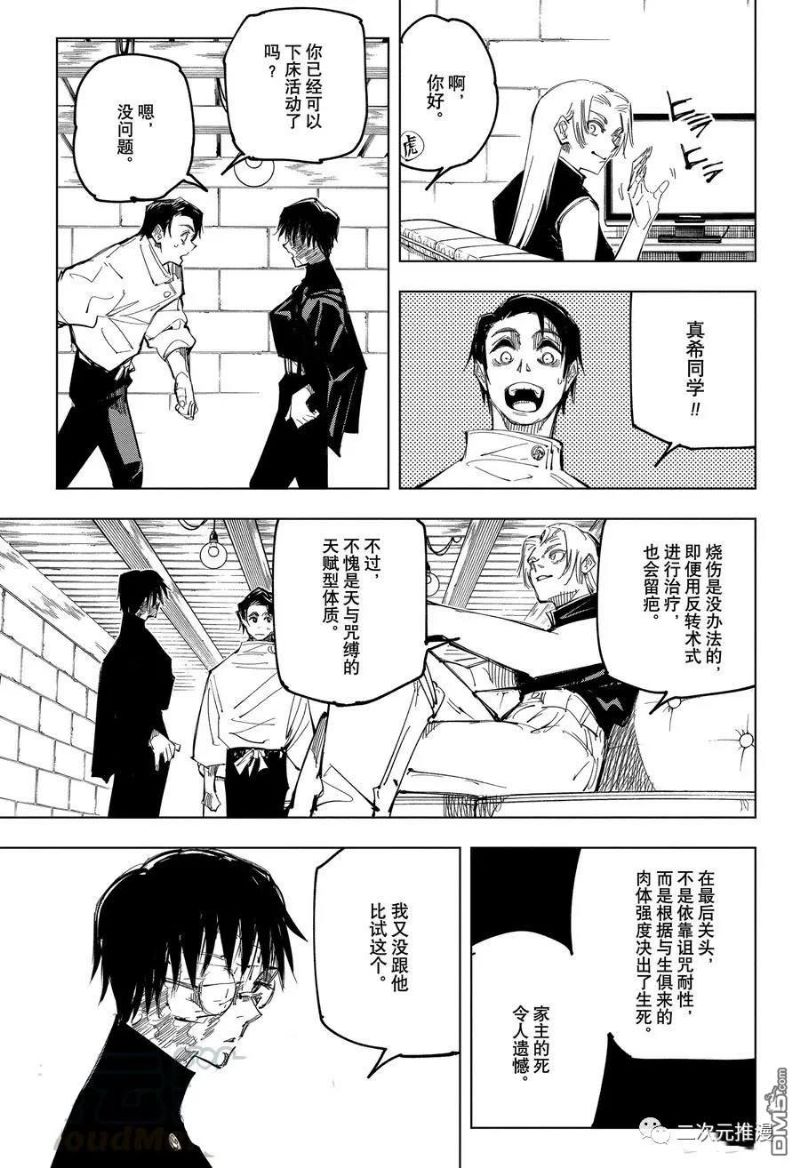 啊，
你好。
虎
你已经可以
下床活动了
吗？
嗯，
没问题。
真希同学!!
烧伤是没办法的，
即便用反转术式
进行治疗，
也会留疤。
不过，
不愧是天与咒缚的
天赋型体质。
在最后关头，
不是依靠诅咒耐性，
而是根据与生俱来的
肉体强度决出了生死。
家主的死
令人遗憾。
我又没跟他
比试这个。
二次元推漫